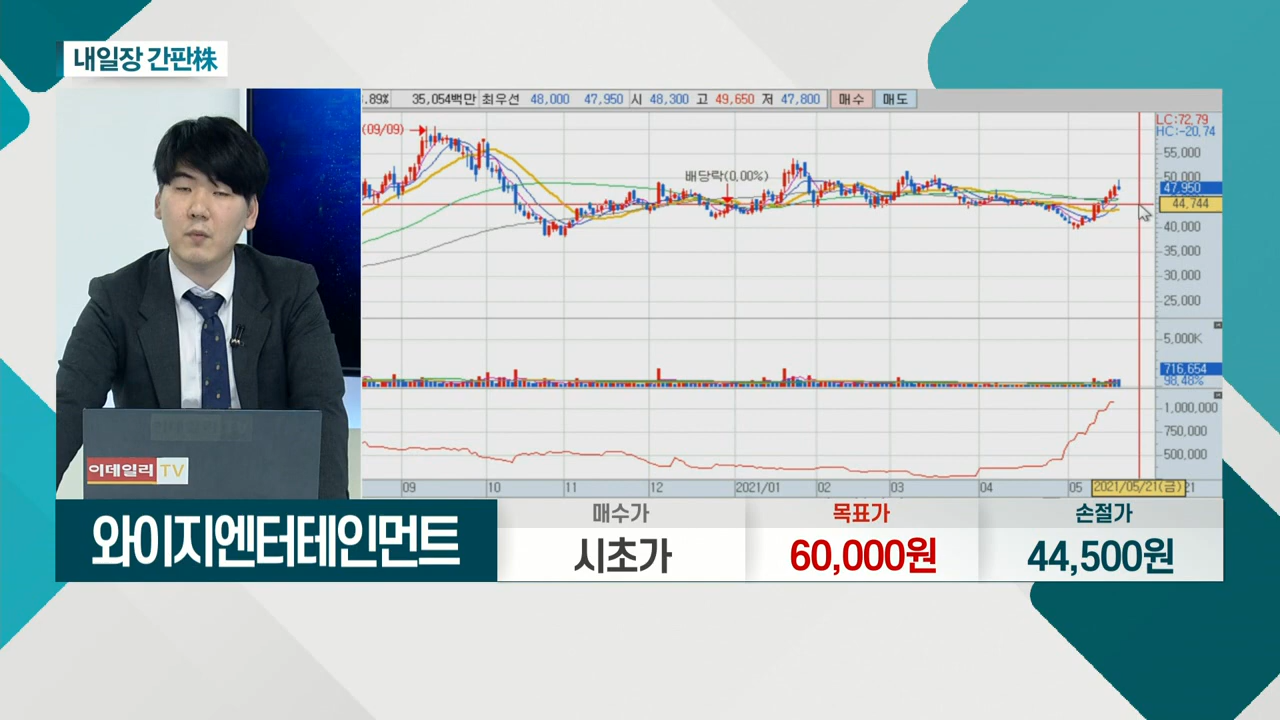 내일장 간판株
.89% 35,054백만 최우선 48,000 47,950 시 48,300 고 49,650 저 47,800 매수 매도
(09/09)
LC:72.79
HC:-20.74
55,000
50,000
배당락(0.00%)
47,950
44,744
40,000
35,000
30,000
25,000
5,000K
716,654
98.48%
1,000,000
750,000
500,000
09 10 11 12 2021/01 02 03 04 05 2021/05/21(금) 21
이데일리 TV
와이지엔터테인먼트
매수가 목표가 손절가
시초가 60,000원 44,500원